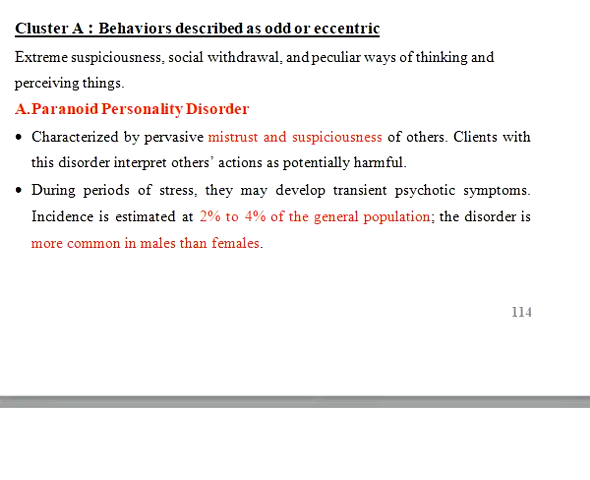 Cluster A : Behaviors described as odd or eccentric
Extreme suspiciousness, social withdrawal, and peculiar ways of thinking and
perceiving things.
A.Paranoid Personality Disorder
• Characterized by pervasive mistrust and suspiciousness of others. Clients with
this disorder interpret others' actions as potentially harmful.
• During periods of stress, they may develop transient psychotic symptoms.
Incidence is estimated at 2% to 4% of the general population; the disorder is
more common in males than females.
114